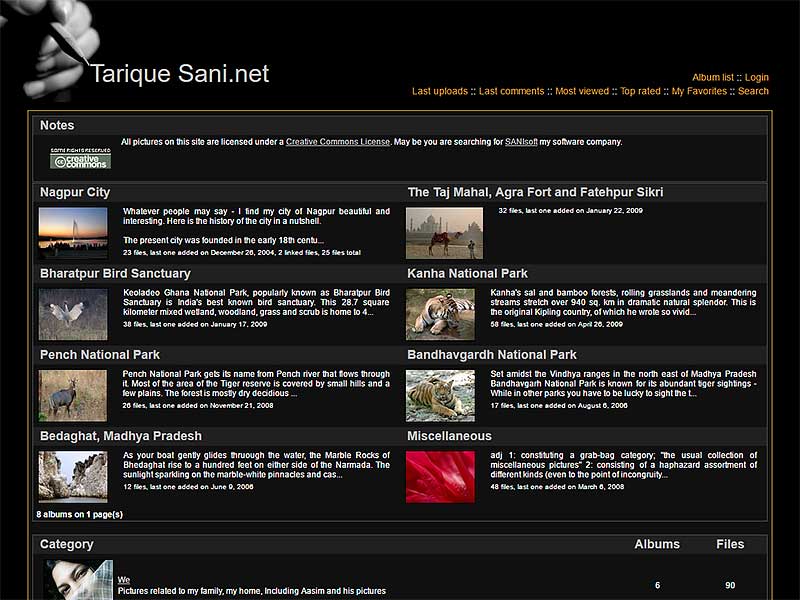 Tarique Sani.net
Album list :: Login
Last uploads :: Last comments :: Most viewed :: Top rated :: My Favorites :: Search
Notes
All pictures on this site are licensed under a Creative Commons License. May be you are searching for SANIsoft my software company.
SOME RIGHTS RESERVED
cc creative commons
Nagpur City
Whatever people may say - I find my city of Nagpur beautiful and
interesting. Here is the history of the city in a nutshell.
The present city was founded in the early 18th centu...
23 files, last one added on December 26, 2004, 2 linked files, 25 files total
The Taj Mahal, Agra Fort and Fatehpur Sikri
32 files, last one added on January 22, 2009
Bharatpur Bird Sanctuary
Keoladeo Ghana National Park, popularly known as Bharatpur Bird
Sanctuary is India's best known bird sanctuary. This 28.7 square
kilometer mixed wetland, woodland, grass and scrub is home to 4...
38 files, last one added on January 17, 2009
Kanha National Park
Kanha's sal and bamboo forests, rolling grasslands and meandering
streams stretch over 940 sq. km in dramatic natural splendor. This is
the original Kipling country, of which he wrote so vivid...
58 files, last one added on April 26, 2009
Pench National Park
Pench National Park gets its name from Pench river that flows through
it. Most of the area of the Tiger reserve is covered by small hills and a
few plains. The forest is mostly dry decidious ...
26 files, last one added on November 21, 2008
Bandhavgardh National Park
Set amidst the Vindhya ranges in the north east of Madhya Pradesh
Bandhavgarh National Park is known for its abundant tiger sightings -
While in other parks you have to be lucky to sight the t...
17 files, last one added on August 6, 2006
Bedaghat, Madhya Pradesh
As your boat gently glides thruough the water, the Marble Rocks of
Bhedaghat rise to a hundred feet on either side of the Narmada. The
sunlight sparkling on the marble-white pinnacles and cas...
12 files, last one added on June 9, 2006
Miscellaneous
adj 1: constituting a grab-bag category; "the usual collection of
miscellaneous pictures" 2: consisting of a haphazard assortment of
different kinds (even to the point of incongruity...
48 files, last one added on March 6, 2008
8 albums on 1 page(s)
Category Albums Files
We
Pictures related to my family, my home, Including Aasim and his pictures
6 90